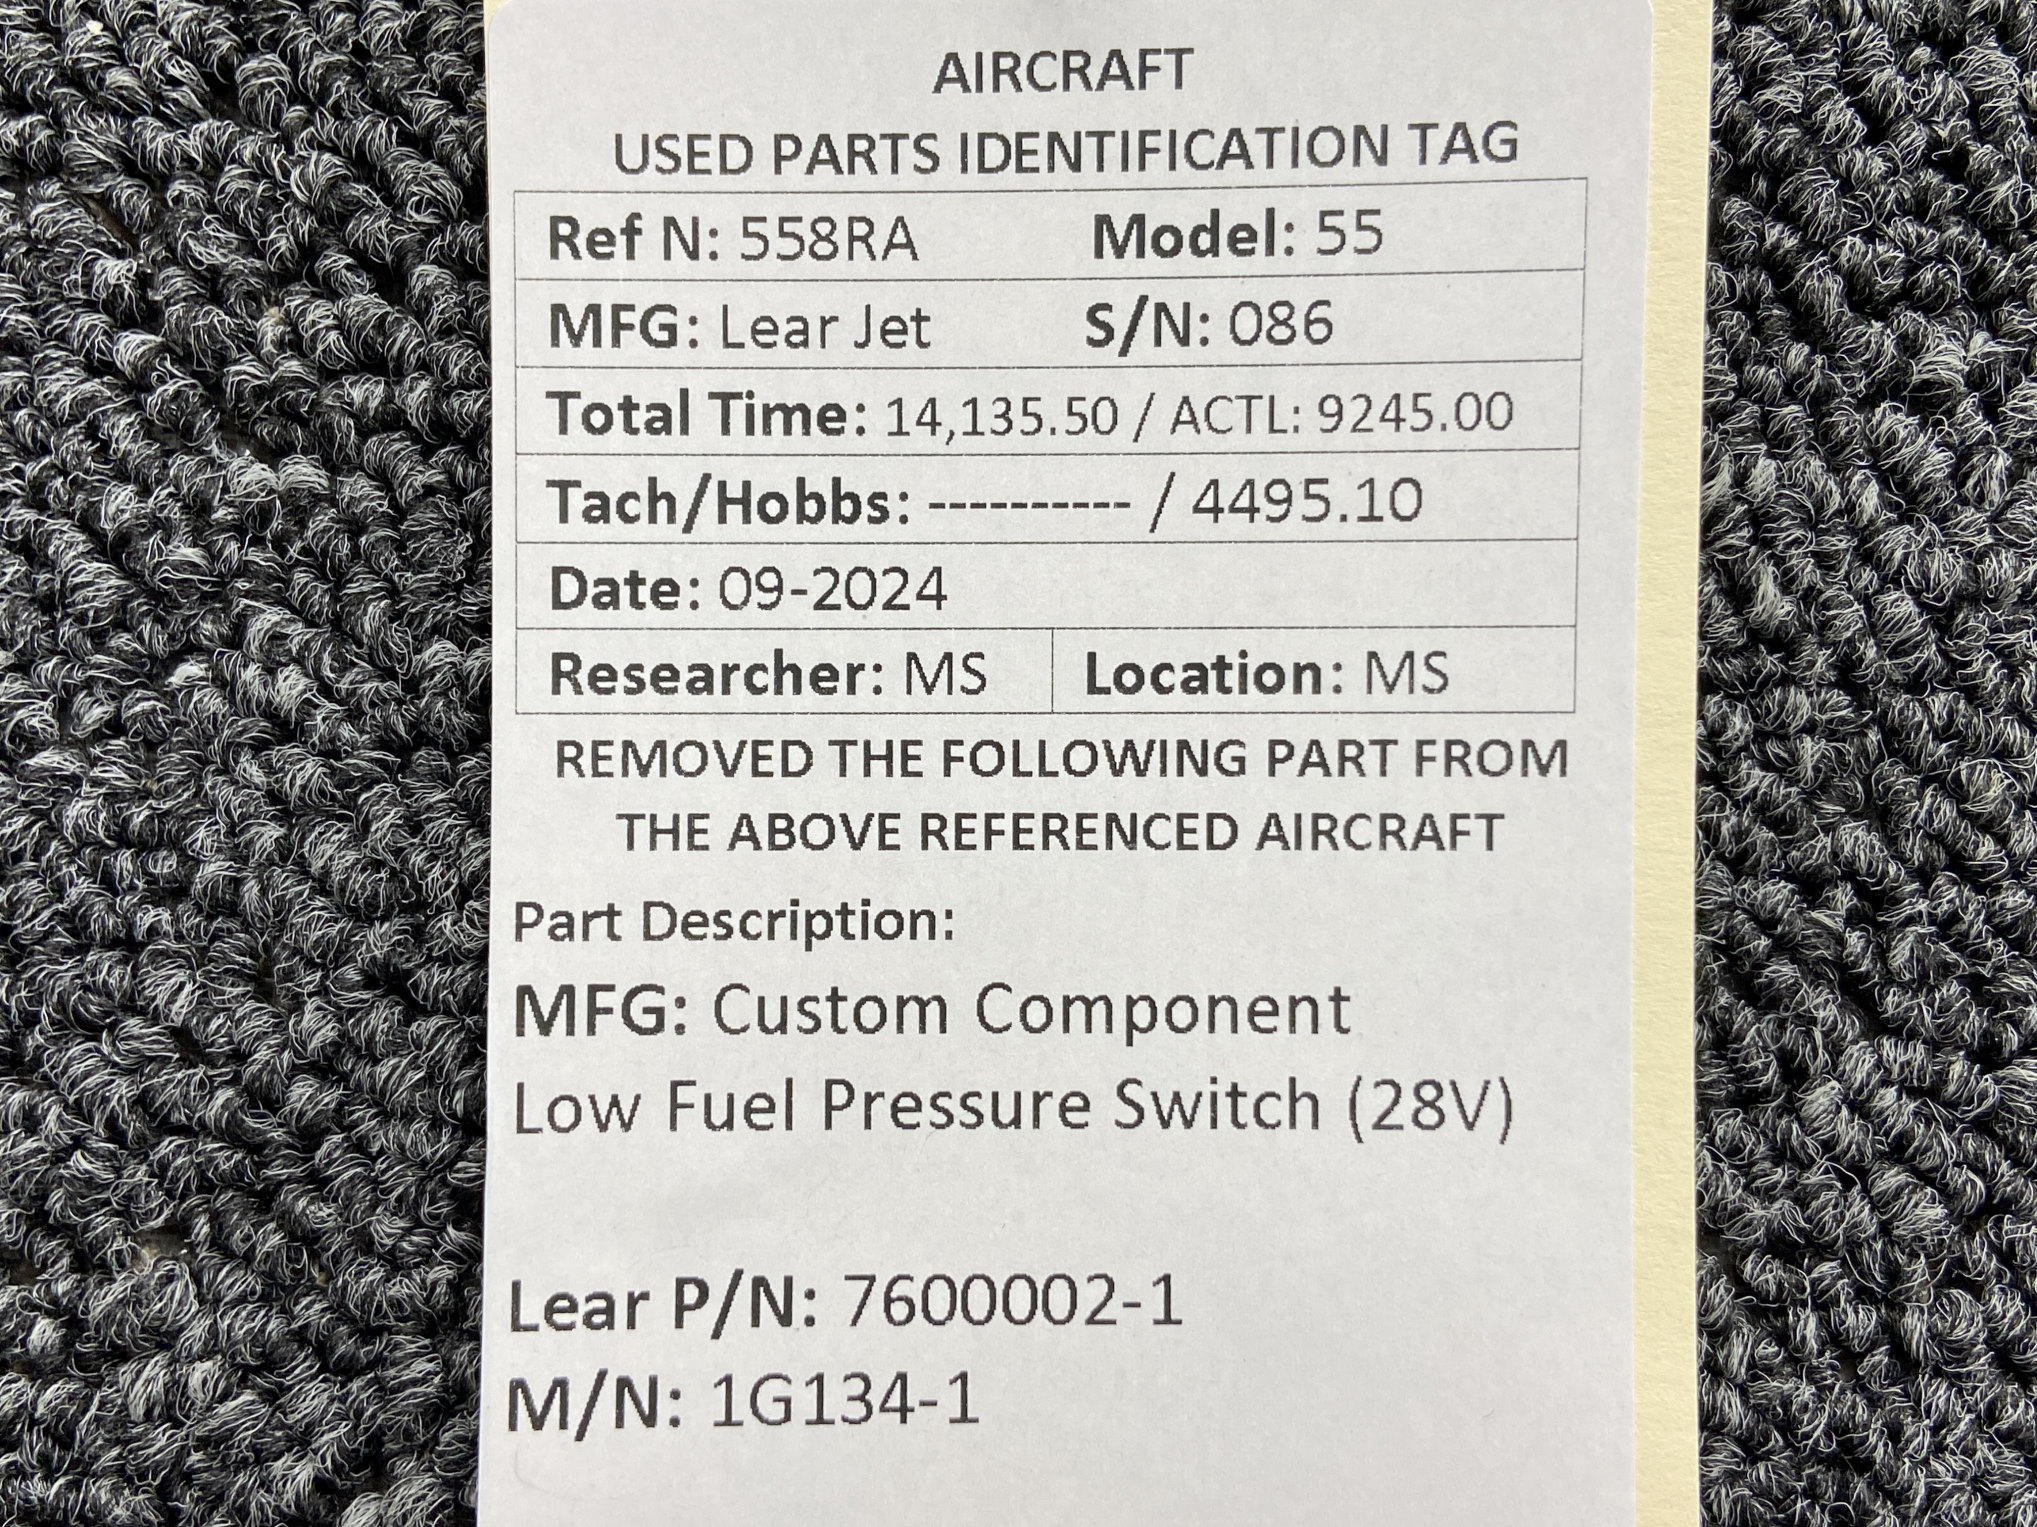 AIRCRAFT
USED PARTS IDENTIFICATION TAG
Ref N: 558RA Model: 55
MFG: Lear Jet S/N: 086
Total Time: 14,135.50 / ACTL: 9245.00
Tach/Hobbs: ---------- / 4495.10
Date: 09-2024
Researcher: MS Location: MS
REMOVED THE FOLLOWING PART FROM
THE ABOVE REFERENCED AIRCRAFT
Part Description:
MFG: Custom Component
Low Fuel Pressure Switch (28V)
Lear P/N: 7600002-1
M/N: 1G134-1